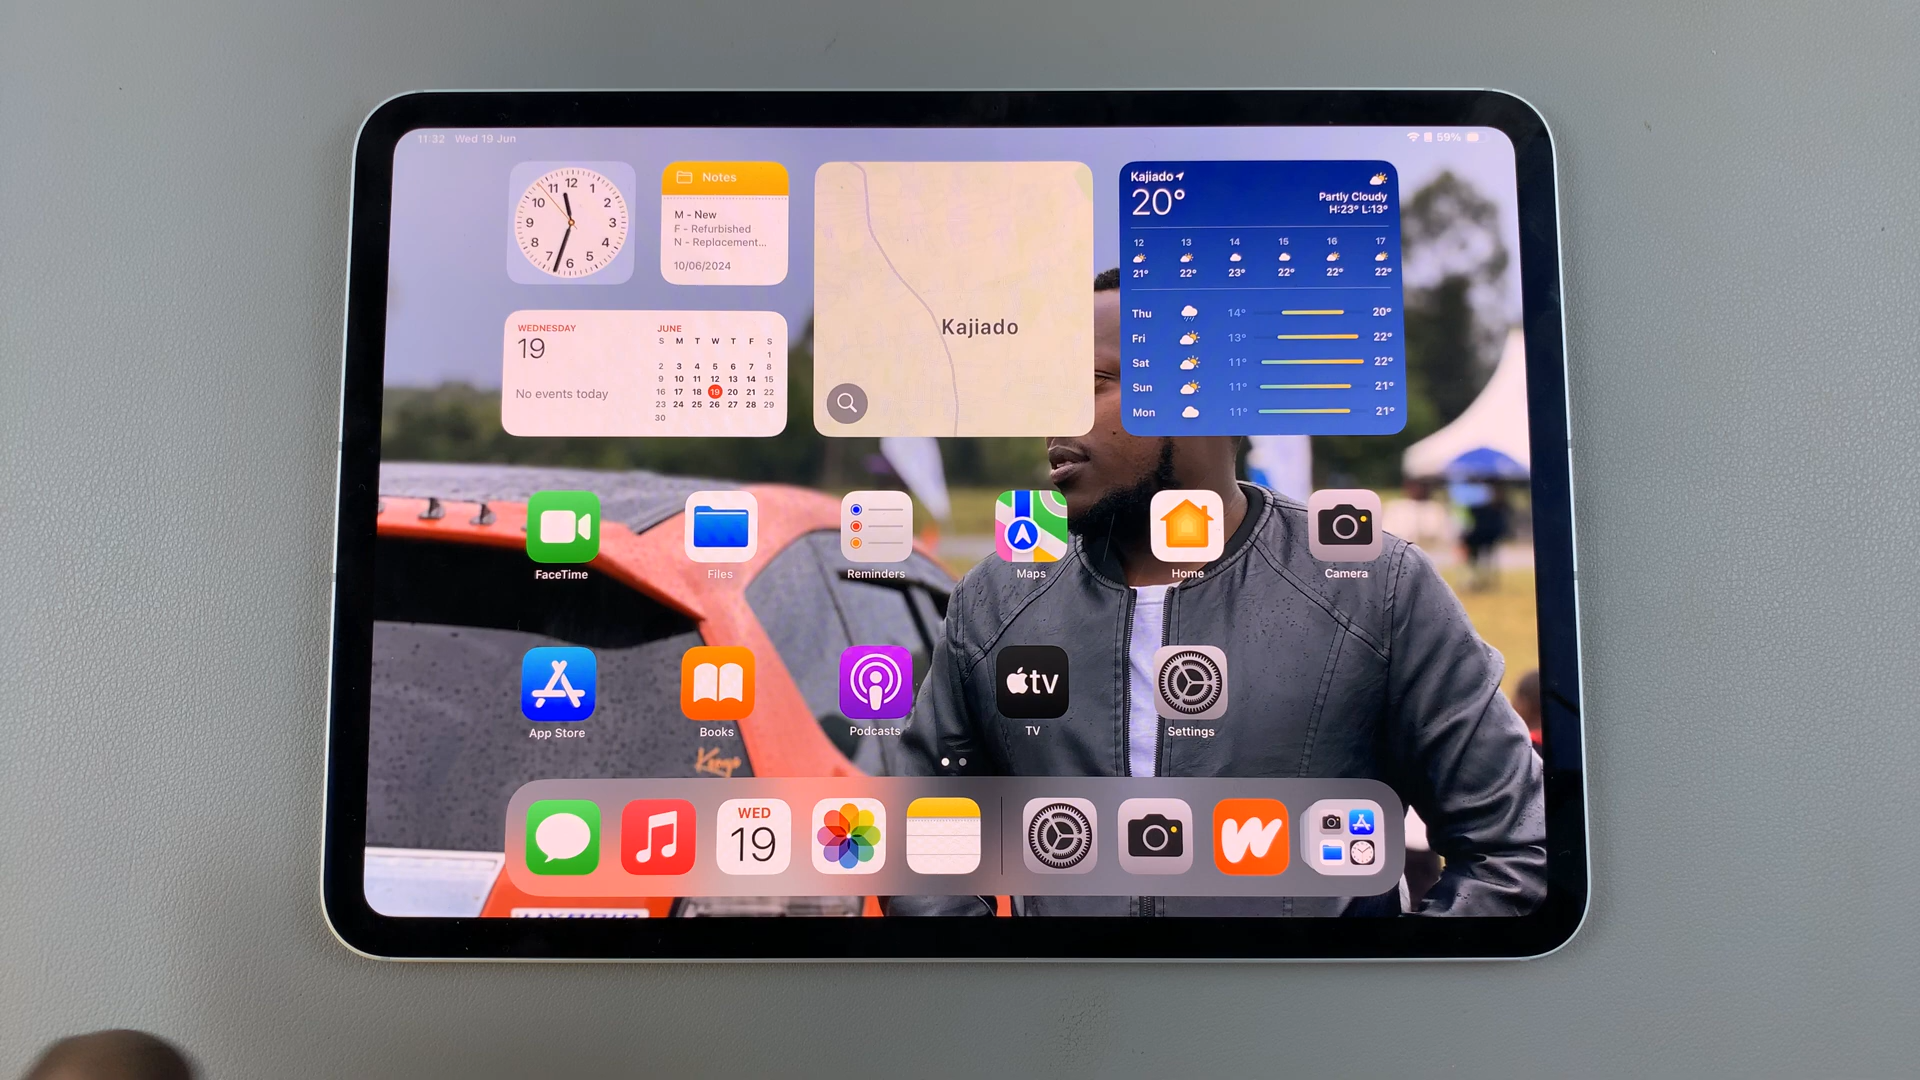 11:32 Wed 19 Jun
59%
11 12 1
10 2
9 3
8 4
7 6 5
Notes
M - New
F - Refurbished
N - Replacement...
10/06/2024
WEDNESDAY
19
No events today
JUNE
S M T W T F S
1
2 3 4 5 6 7 8
9 10 11 12 13 14 15
16 17 18 19 20 21 22
23 24 25 26 27 28 29
30
Kajiado
Kajiado
20°
Partly Cloudy
H:23° L:13°
12 13 14 15 16 17
21° 22° 23° 22° 22° 22°
Thu 14° 20°
Fri 13° 22°
Sat 11° 22°
Sun 11° 21°
Mon 11° 21°
FaceTime
Files
Reminders
Maps
Home
Camera
App Store
Books
Podcasts
tv
TV
Settings
Kenga
WED
19
HYBRID